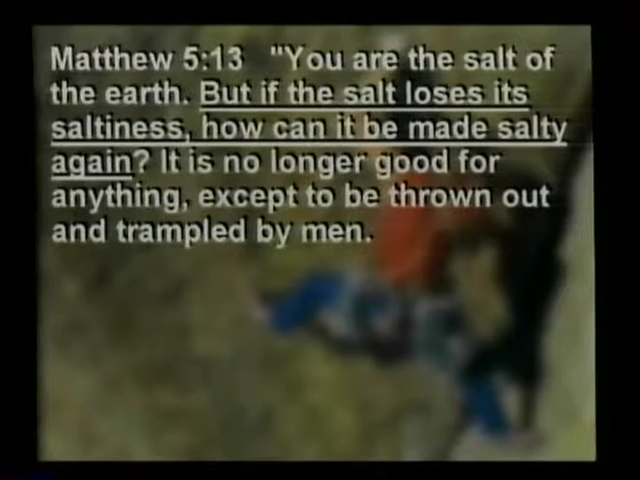 Matthew 5:13 "You are the salt of
the earth. But if the salt loses its
saltiness, how can it be made salty
again? It is no longer good for
anything, except to be thrown out
and trampled by men.